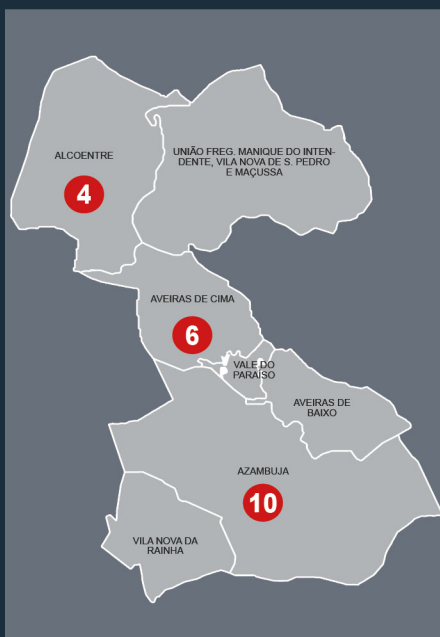 ALCOENTRE
4
UNIÃO FREG. MANIQUE DO INTEN-
DENTE, VILA NOVA DE S. PEDRO
E MAÇUSSA
AVEIRAS DE CIMA
6
VALE DO
PARAÍSO
AVEIRAS DE
BAIXO
AZAMBUJA
10
VILA NOVA DA
RAINHA